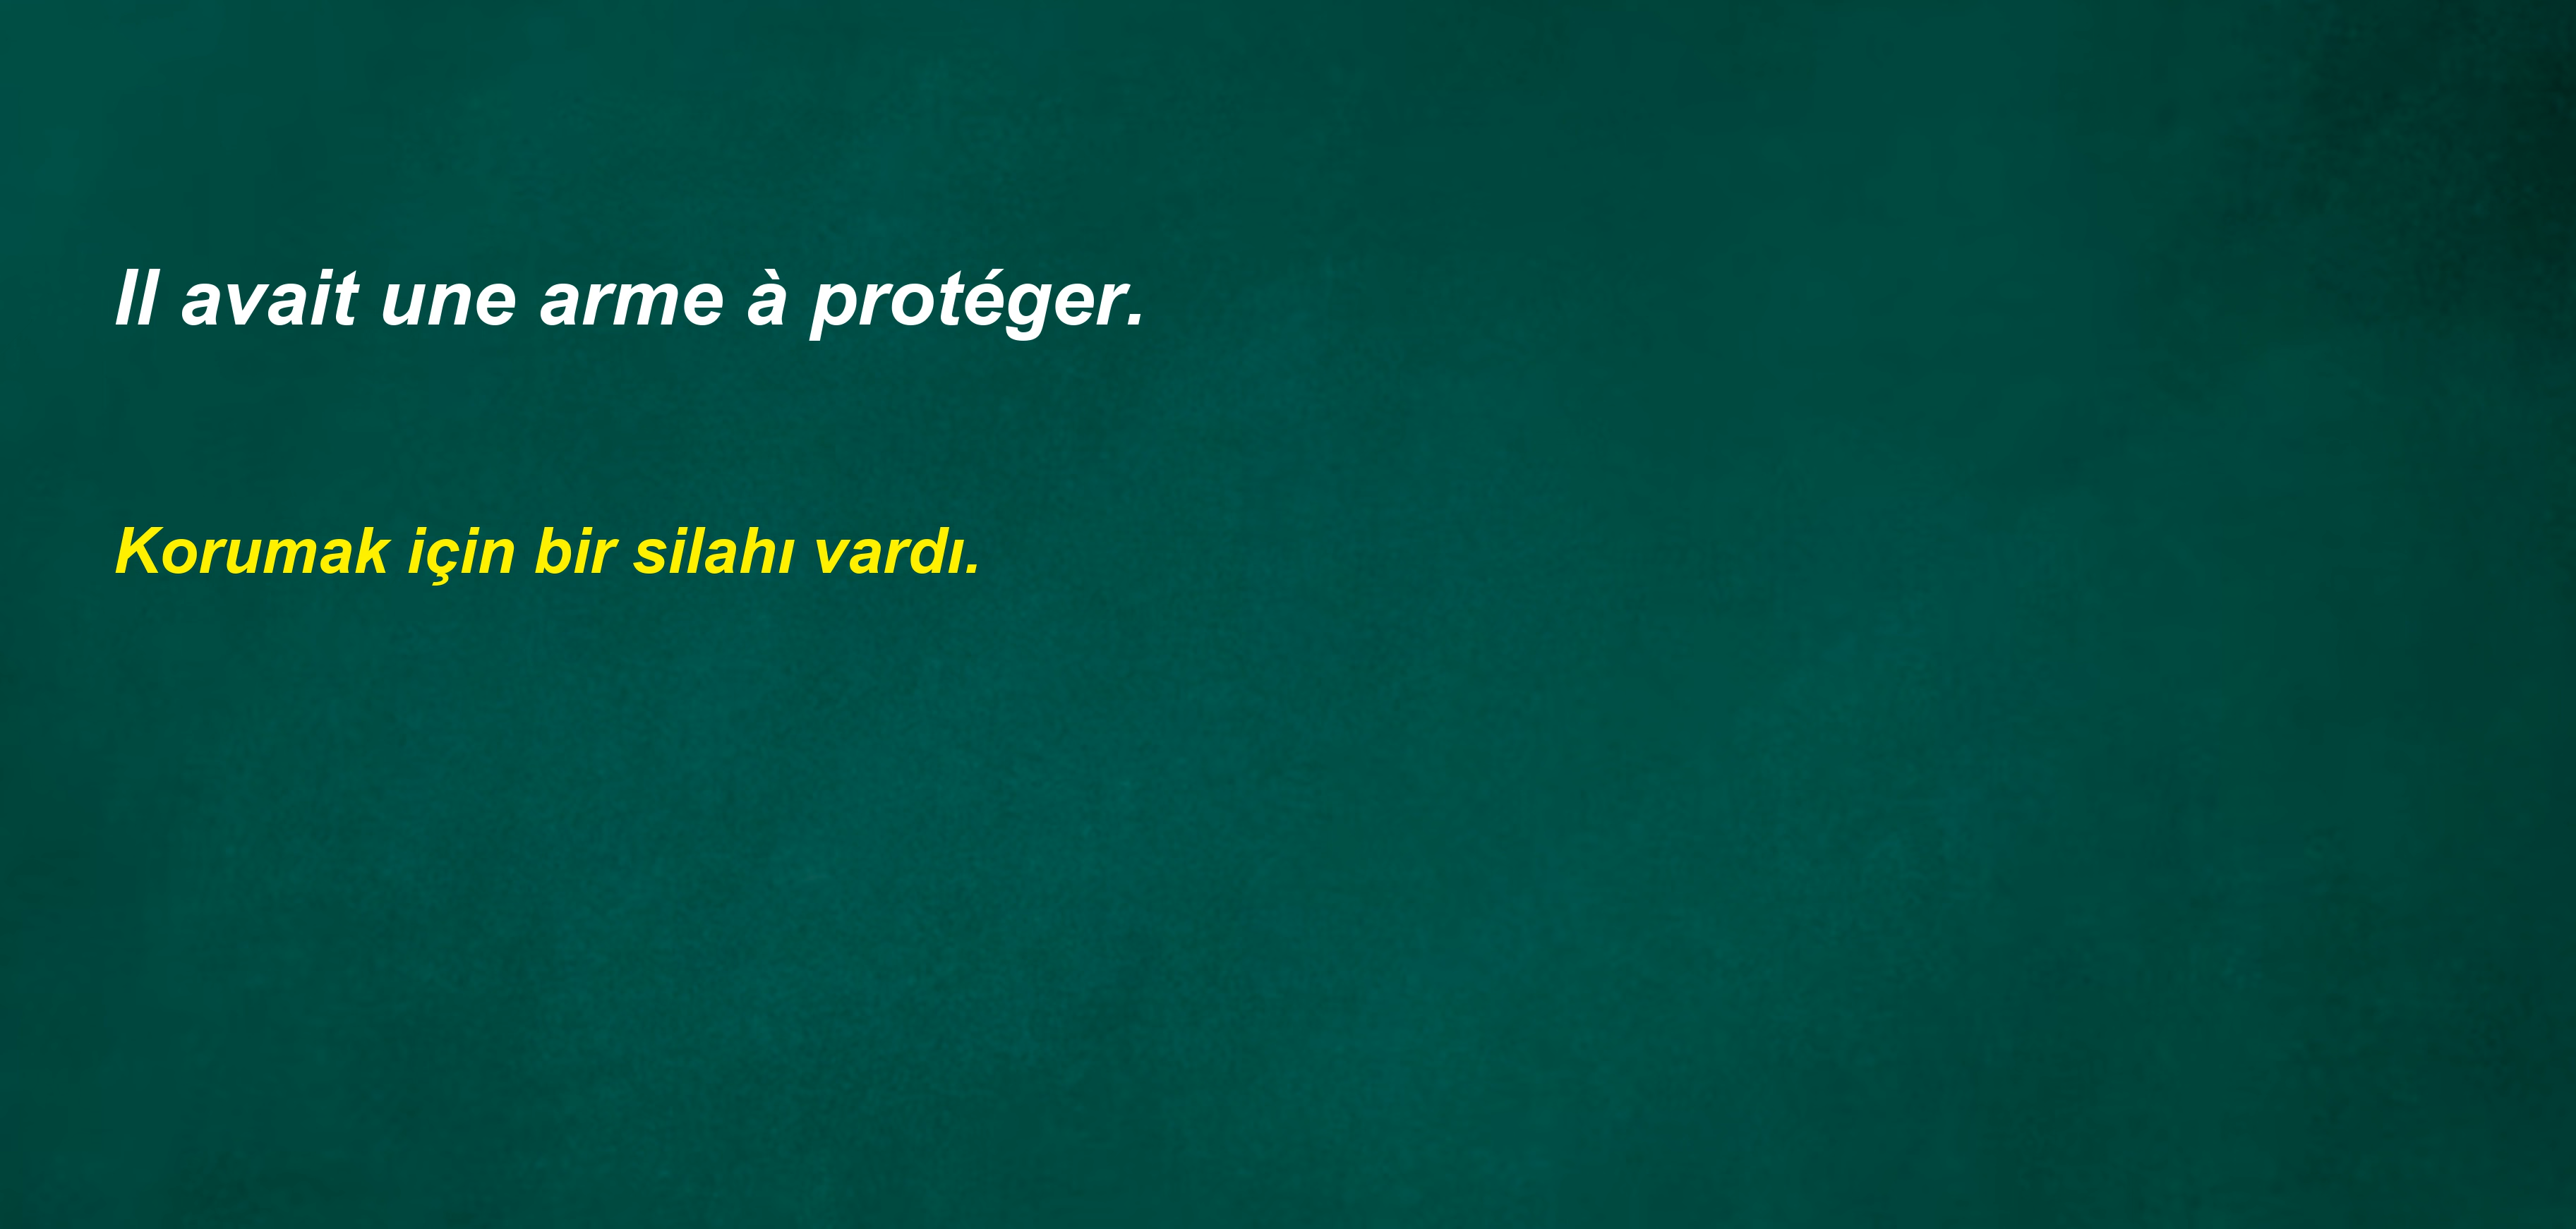 Il avait une arme à protéger.
Korumak için bir silahı vardı.